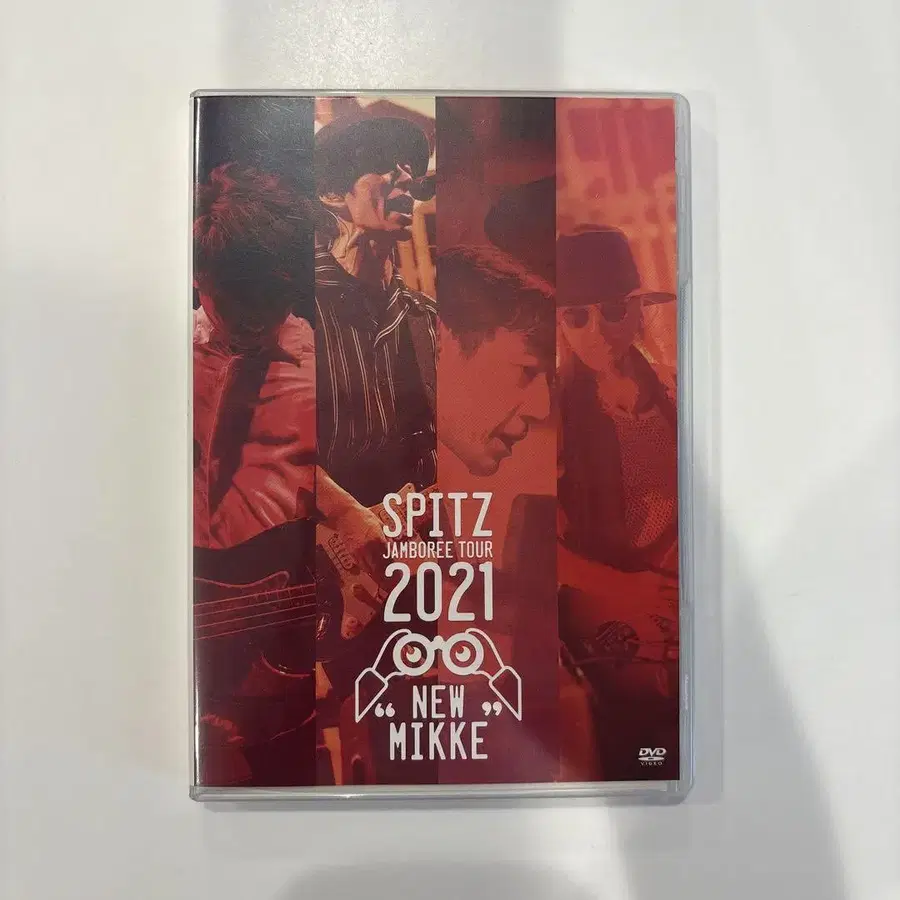 SPITZ
JAMBOREE TOUR
2021
“ NEW ”
MIKKE
DVD
VIDEO